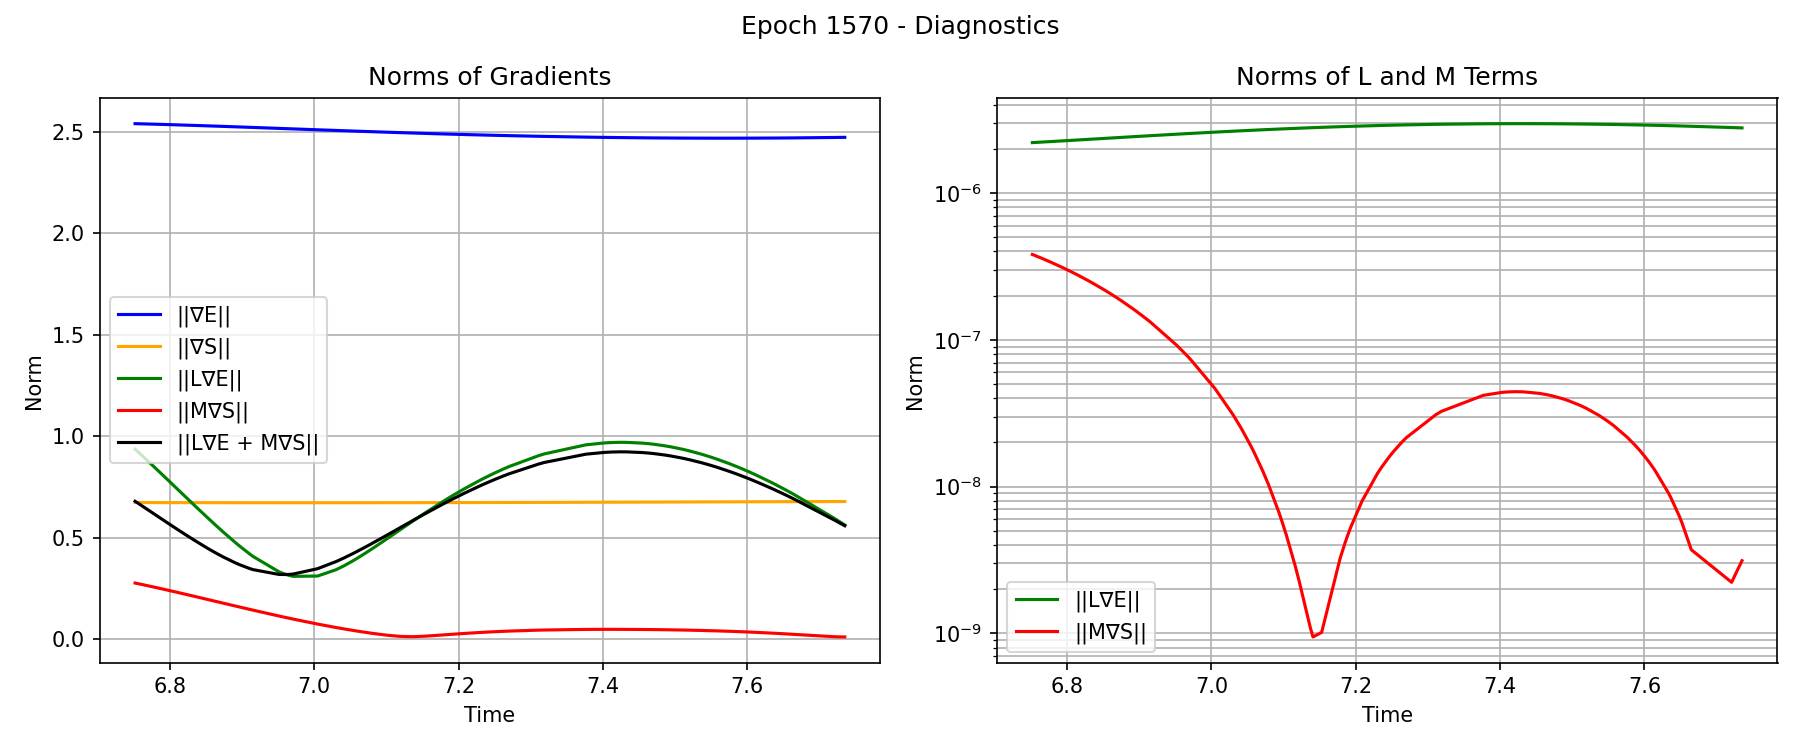 Epoch 1570 - Diagnostics
Norms of Gradients
Norm
2.5
2.0
1.5
1.0
0.5
0.0
||∇E||
||∇S||
||L∇E||
||M∇S||
||L∇E + M∇S||
6.8 7.0 7.2 7.4 7.6
Time
Norms of L and M Terms
Norm
10⁻⁶
10⁻⁷
10⁻⁸
10⁻⁹
||L∇E||
||M∇S||
6.8 7.0 7.2 7.4 7.6
Time